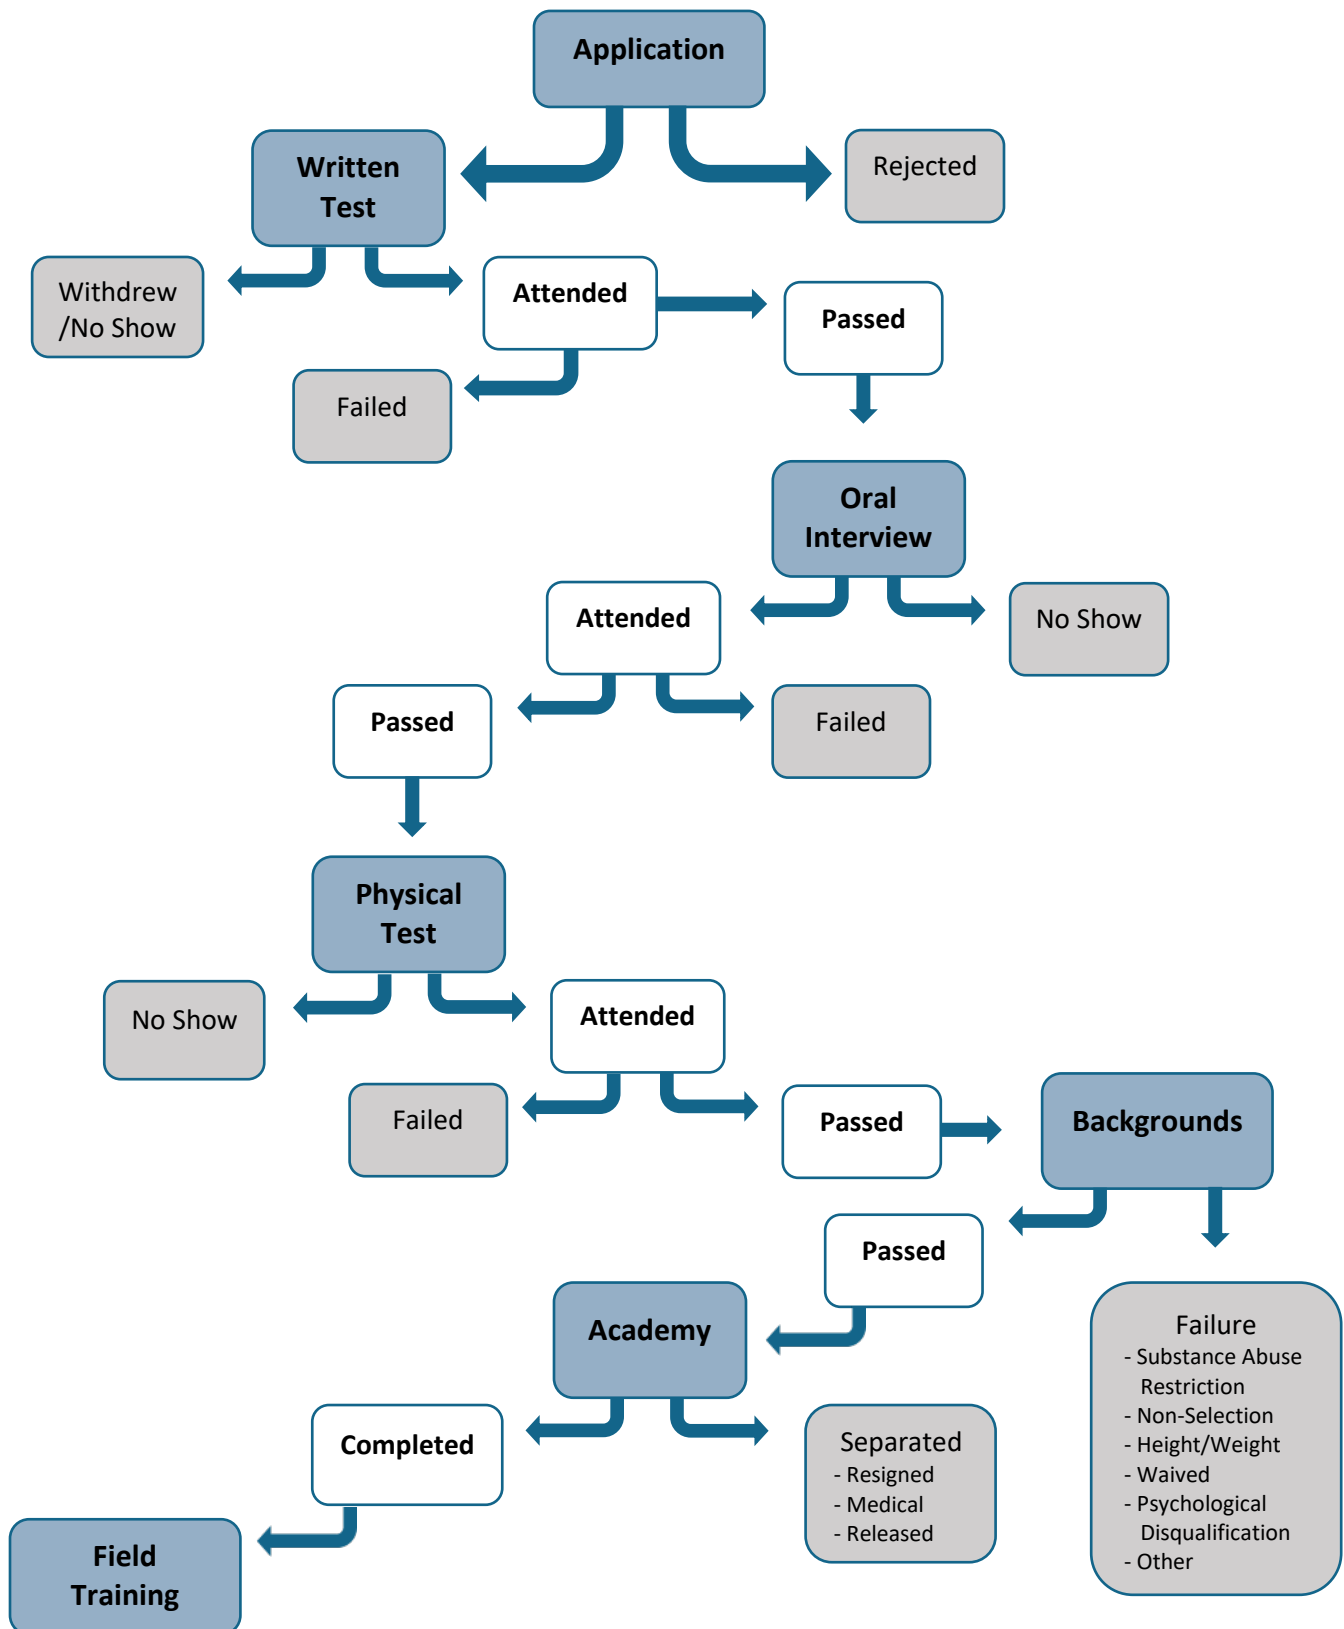 Application
Written
Test
Rejected
Withdrew
/No Show
Attended
Passed
Failed
Oral
Interview
Attended
No Show
Passed
Failed
Physical
Test
No Show
Attended
Failed
Passed
Backgrounds
Passed
Academy
Failure
- Substance Abuse
Restriction
- Non-Selection
- Height/Weight
- Waived
- Psychological
Disqualification
- Other
Completed
Separated
- Resigned
- Medical
- Released
Field
Training